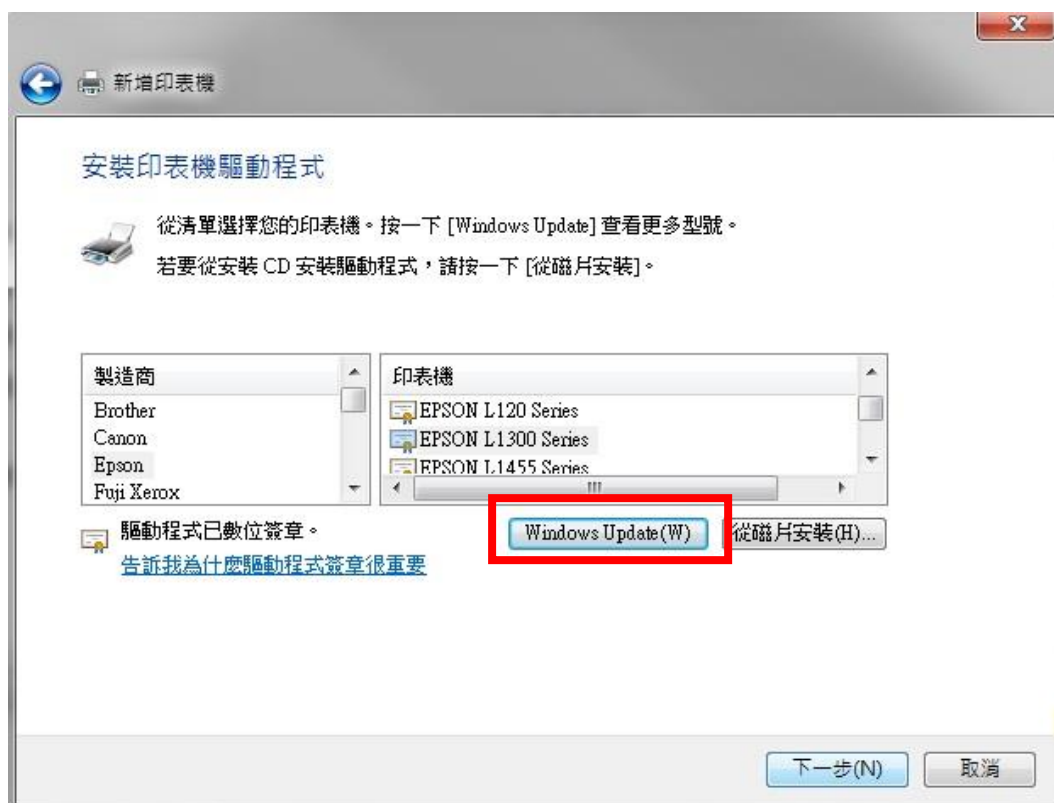 新增印表機
安裝印表機驅動程式
從清單選擇您的印表機。按一下 [Windows Update] 查看更多型號。
若要從安裝 CD 安裝驅動程式，請按一下 [從磁片安裝]。
製造商
Brother
Canon
Epson
Fuji Xerox
印表機
EPSON L120 Series
EPSON L1300 Series
EPSON L1455 Series
驅動程式已數位簽章。
告訴我為什麼驅動程式簽章很重要
Windows Update(W)
從磁片安裝(H)...
下一步(N)
取消